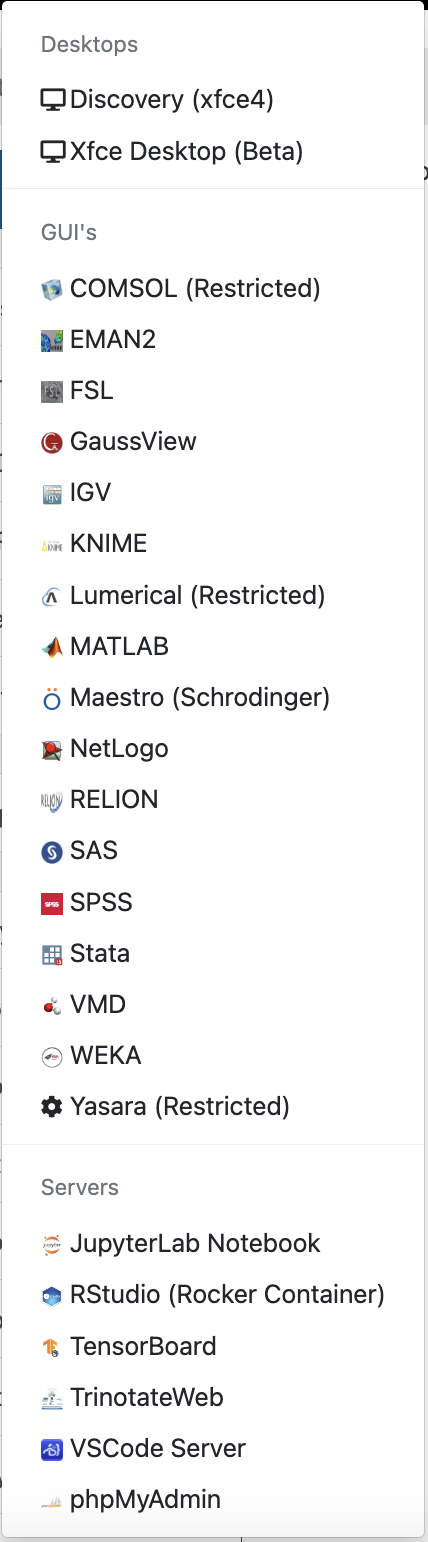 Desktops
Discovery (xfce4)
Xfce Desktop (Beta)
GUI's
COMSOL (Restricted)
EMAN2
FSL
GaussView
IGV
KNIME
Lumerical (Restricted)
MATLAB
Maestro (Schrodinger)
NetLogo
RELION
SAS
SPSS
Stata
VMD
WEKA
Yasara (Restricted)
Servers
JupyterLab Notebook
RStudio (Rocker Container)
TensorBoard
TrinotateWeb
VSCode Server
phpMyAdmin